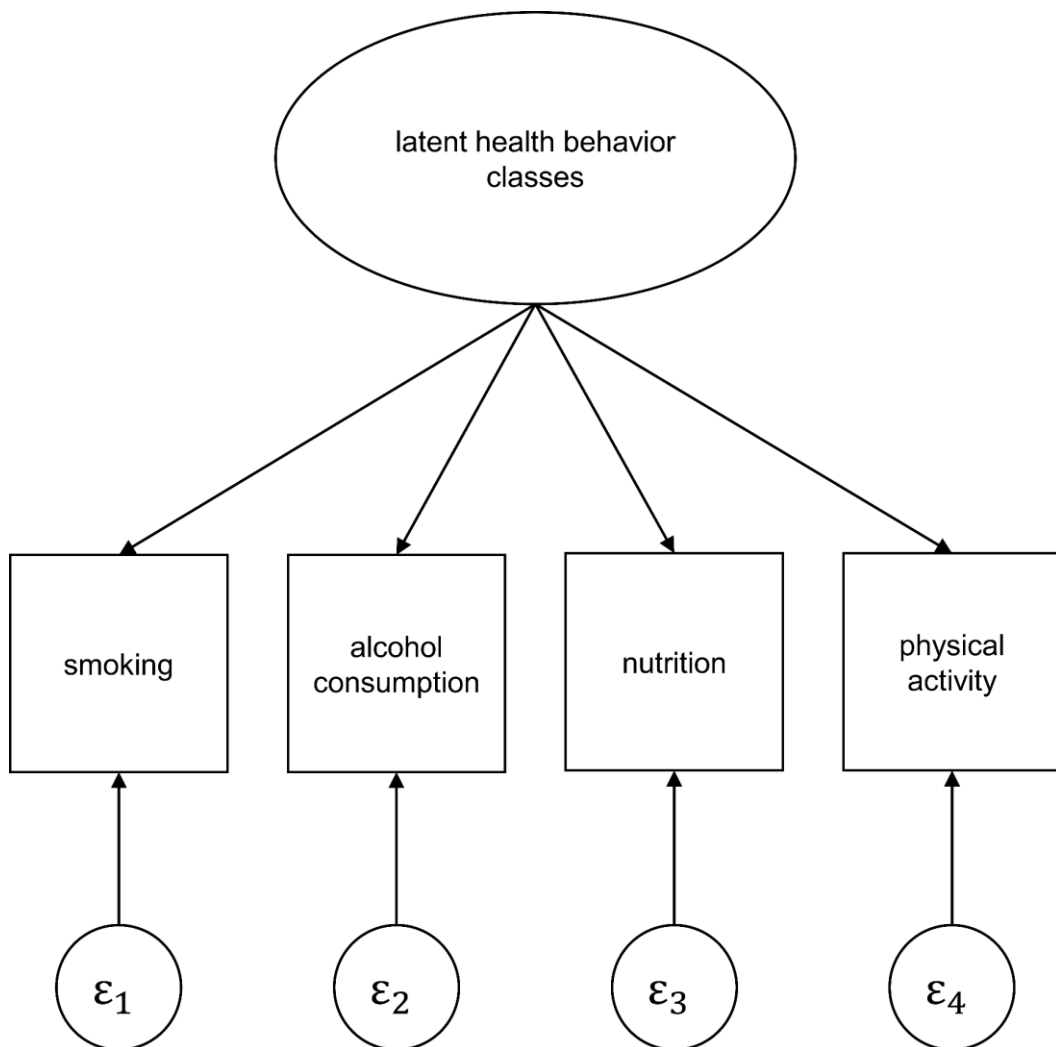 latent health behavior
classes
smoking
alcohol
consumption
nutrition
physical
activity
ε₁
ε₂
ε₃
ε₄